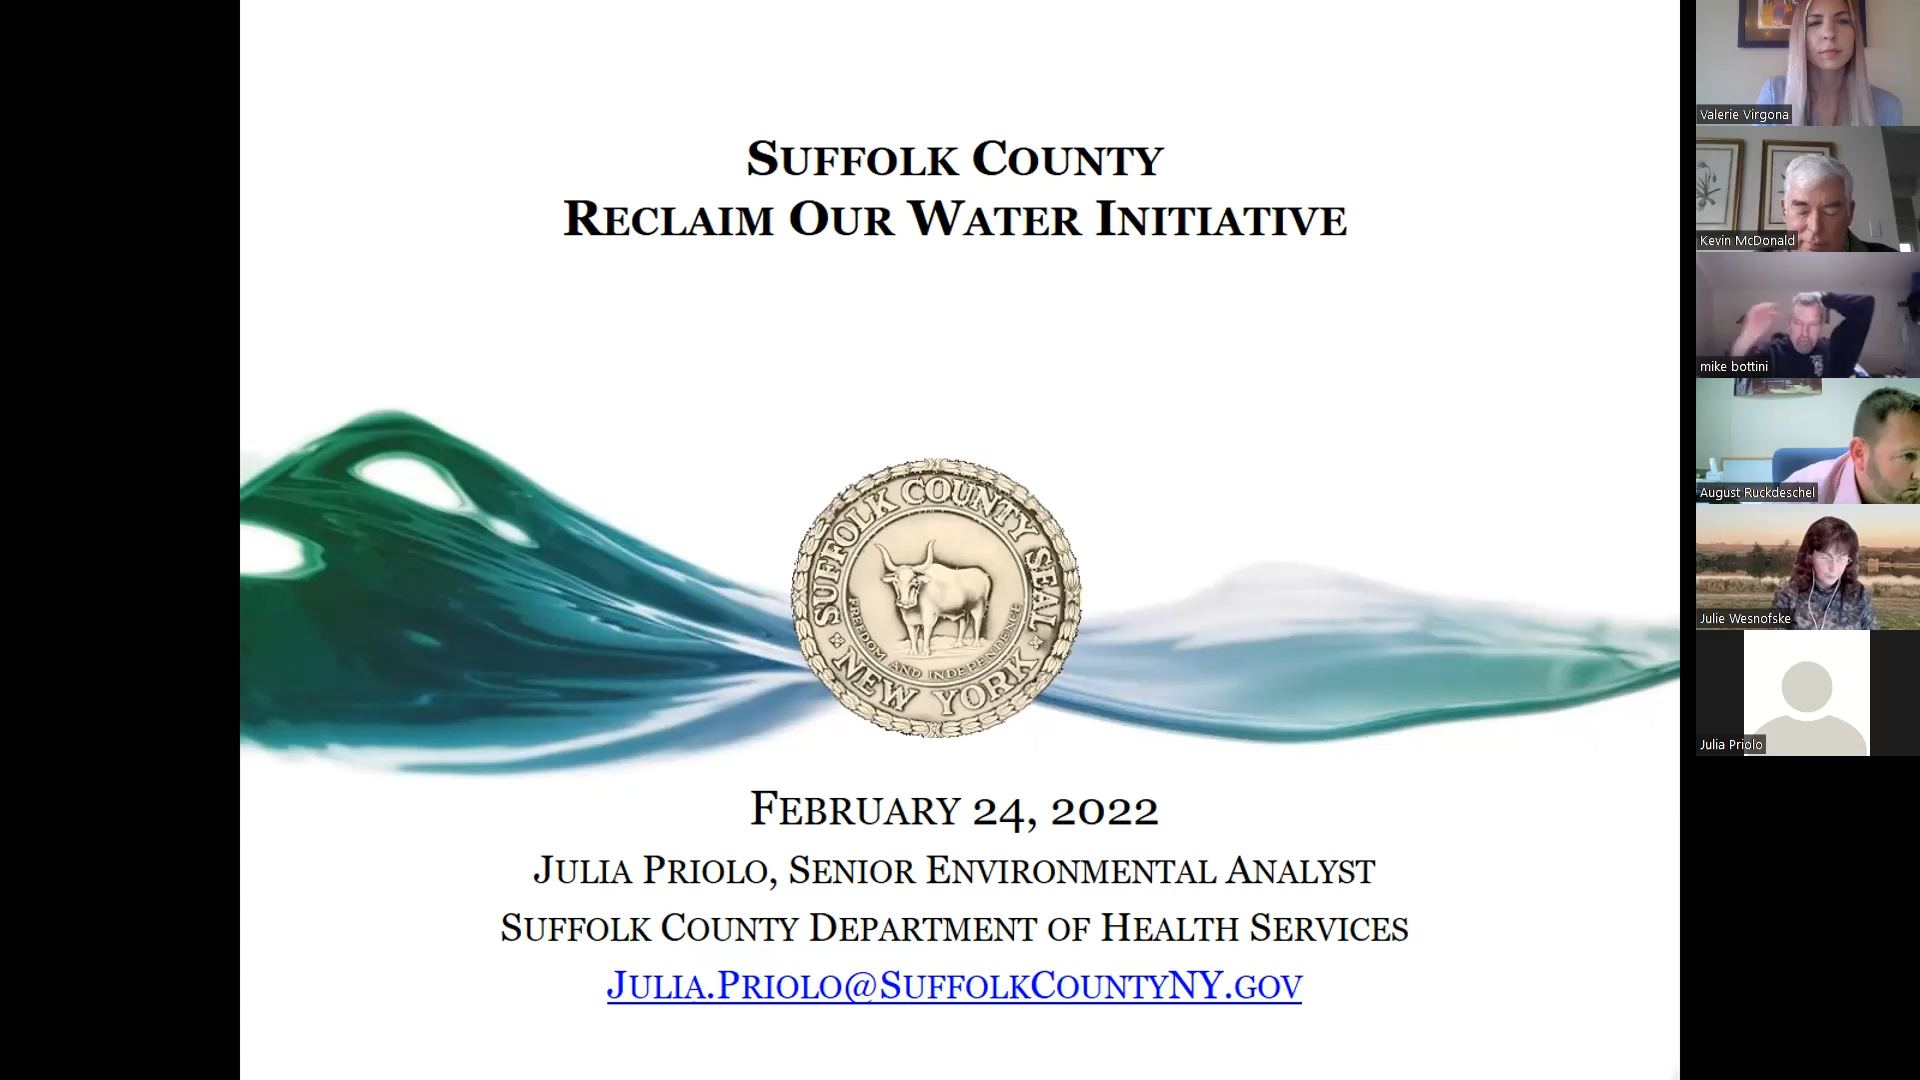 SUFFOLK COUNTY
RECLAIM OUR WATER INITIATIVE
SUFFOLK COUNTY SEAL
FREEDOM AND INDEPENDENCE
NEW YORK
FEBRUARY 24, 2022
JULIA PRIOLO, SENIOR ENVIRONMENTAL ANALYST
SUFFOLK COUNTY DEPARTMENT OF HEALTH SERVICES
JULIA.PRIOLO@SUFFOLKCOUNTYNY.GOV
Valerie Virgona
Kevin McDonald
mike bottini
August Ruckdeschel
Julie Wesnofske
Julia Priolo